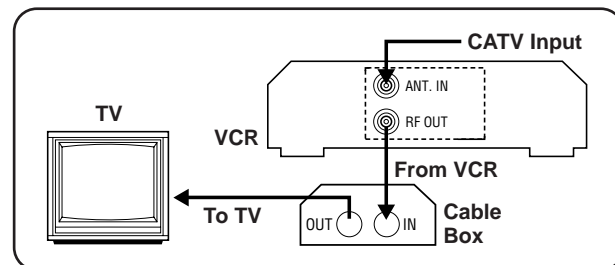 CATV Input
ANT. IN
TV
RF OUT
VCR
From VCR
To TV
OUT
IN
Cable
Box